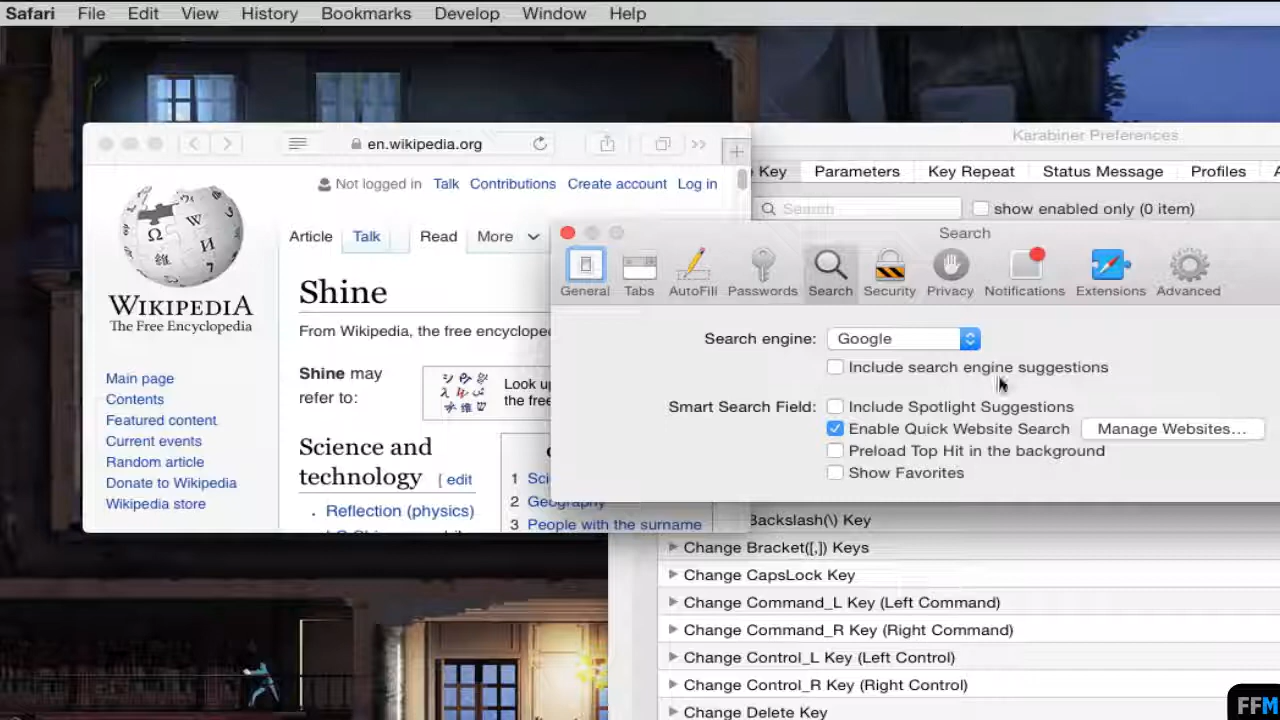 Safari File Edit View History Bookmarks Develop Window Help
Karabiner Preferences
en.wikipedia.org
Key Parameters Key Repeat Status Message Profiles
Search
show enabled only (0 item)
Not logged in Talk Contributions Create account Log in
Article Talk Read More
WIKIPEDIA
The Free Encyclopedia
Main page
Contents
Featured content
Current events
Random article
Donate to Wikipedia
Wikipedia store
Shine
From Wikipedia, the free encyclope
Shine may
refer to:
Look up
the free
Science and
technology [ edit
Reflection (physics)
1 Sci
2 Geography
3 People with the surname
Search
General Tabs AutoFill Passwords Search Security Privacy Notifications Extensions Advanced
Search engine: Google
Include search engine suggestions
Smart Search Field: Include Spotlight Suggestions
Enable Quick Website Search Manage Websites...
Preload Top Hit in the background
Show Favorites
Backslash(\) Key
Change Bracket([,]) Keys
Change CapsLock Key
Change Command_L Key (Left Command)
Change Command_R Key (Right Command)
Change Control_L Key (Left Control)
Change Control_R Key (Right Control)
Change Delete Key
FFM